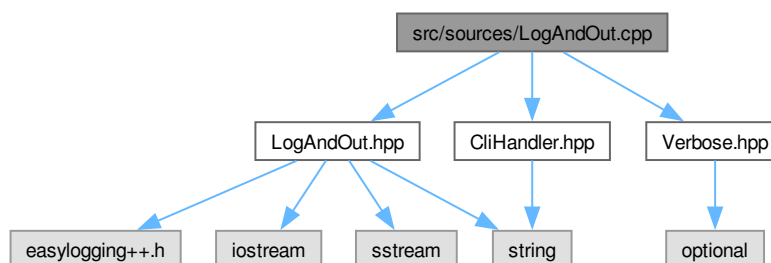 src/sources/LogAndOut.cpp
LogAndOut.hpp
CliHandler.hpp
Verbose.hpp
easylogging++.h
iostream
sstream
string
optional